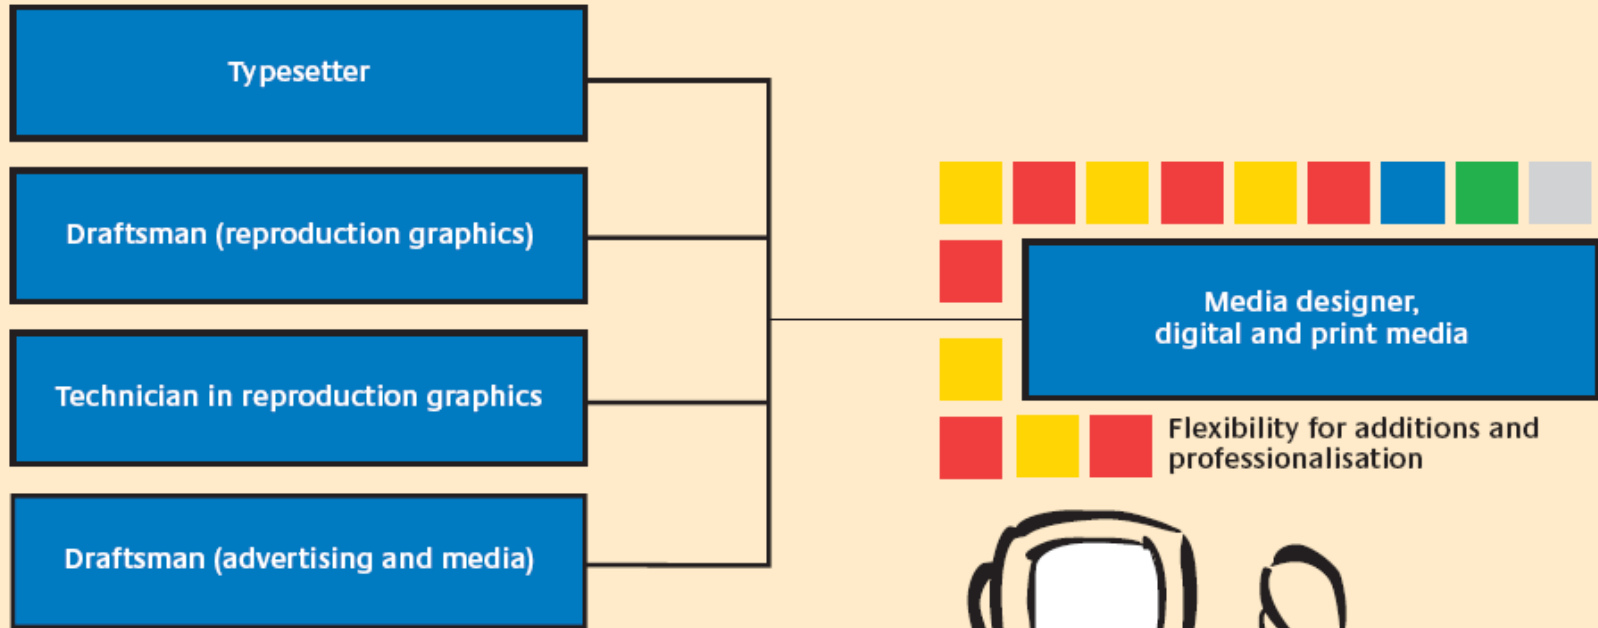 Typesetter
Draftsman (reproduction graphics)
Technician in reproduction graphics
Draftsman (advertising and media)
Media designer,
digital and print media
Flexibility for additions and
professionalisation